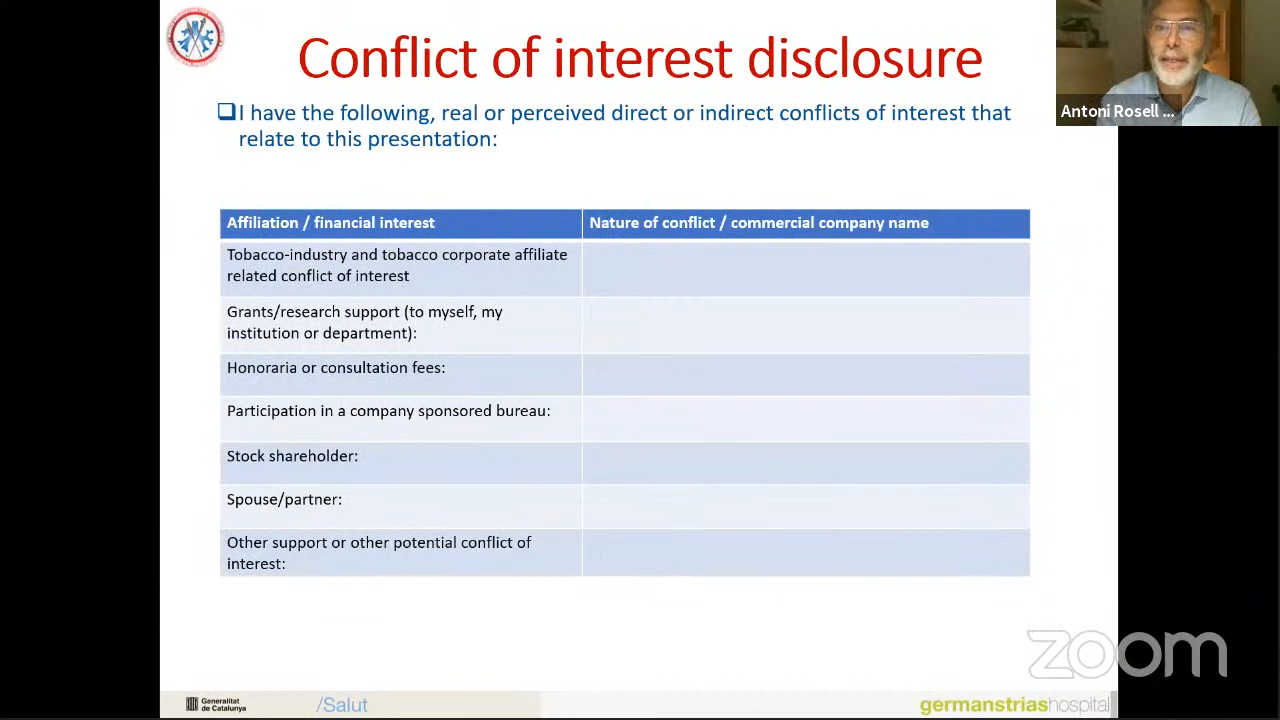 Conflict of interest disclosure
I have the following, real or perceived direct or indirect conflicts of interest that
relate to this presentation:
Antoni Rosell ...
Affiliation / financial interest
Nature of conflict / commercial company name
Tobacco-industry and tobacco corporate affiliate
related conflict of interest
Grants/research support (to myself, my
institution or department):
Honoraria or consultation fees:
Participation in a company sponsored bureau:
Stock shareholder:
Spouse/partner:
Other support or other potential conflict of
interest:
zoom
Generalitat
de Catalunya
/Salut
germanstriashospital